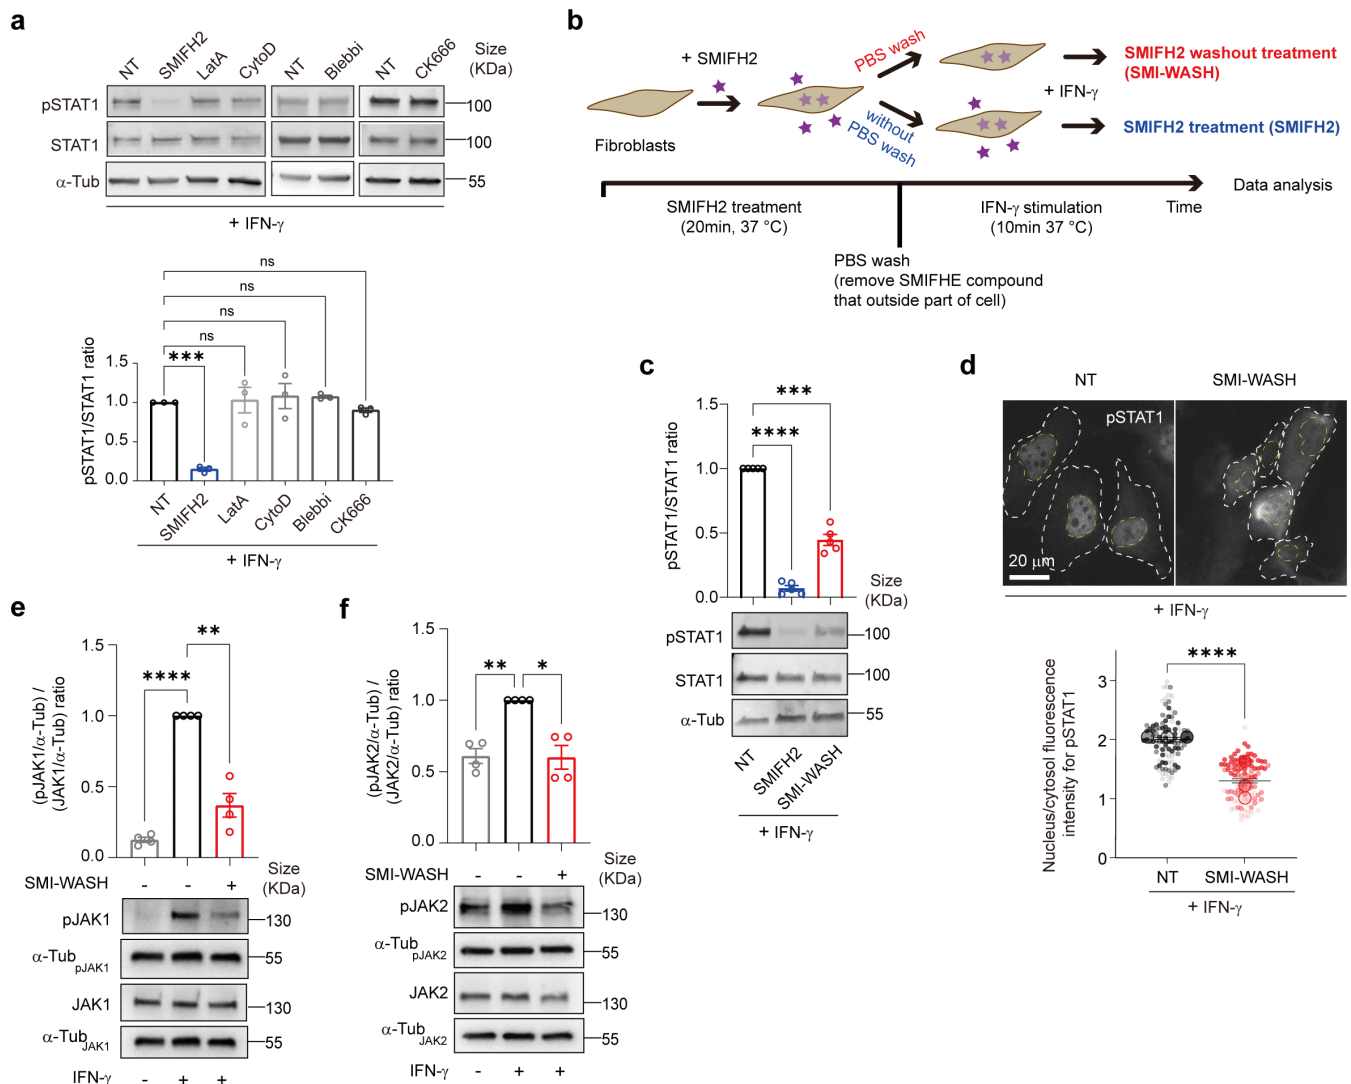 a
NT
SMIFH2
LatA
CytoD
NT
Blebbi
NT
CK666
Size
(KDa)
pSTAT1
100
STAT1
100
α-Tub
55
+ IFN-γ
ns
ns
ns
ns
***
pSTAT1/STAT1 ratio
1.5
1.0
0.5
0.0
NT
SMIFH2
LatA
CytoD
Blebbi
CK666
+ IFN-γ
b
+ SMIFH2
PBS wash
without
PBS wash
Fibroblasts
+ IFN-γ
SMIFH2 washout treatment
(SMI-WASH)
SMIFH2 treatment (SMIFH2)
Data analysis
SMIFH2 treatment
(20min, 37 °C)
IFN-γ stimulation
(10min 37 °C)
Time
PBS wash
(remove SMIFHE compound
that outside part of cell)
c
***
****
pSTAT1/STAT1 ratio
1.5
1.0
0.5
0.0
Size
(KDa)
pSTAT1
100
STAT1
100
α-Tub
55
NT
SMIFH2
SMI-WASH
+ IFN-γ
d
NT
SMI-WASH
pSTAT1
20 μm
+ IFN-γ
****
Nucleus/cytosol fluorescence
intensity for pSTAT1
3
2
1
0
NT
SMI-WASH
+ IFN-γ
e
**
****
(pJAK1/α-Tub) /
(JAK1/α-Tub) ratio
1.5
1.0
0.5
0.0
Size
(KDa)
SMI-WASH - - +
pJAK1
130
α-Tub pJAK1
55
JAK1
130
α-Tub JAK1
55
IFN-γ - + +
f
** *
(pJAK2/α-Tub) /
(JAK2/α-Tub) ratio
1.5
1.0
0.5
0.0
Size
(KDa)
SMI-WASH - - +
pJAK2
130
α-Tub pJAK2
55
JAK2
130
α-Tub JAK2
55
IFN-γ - + +